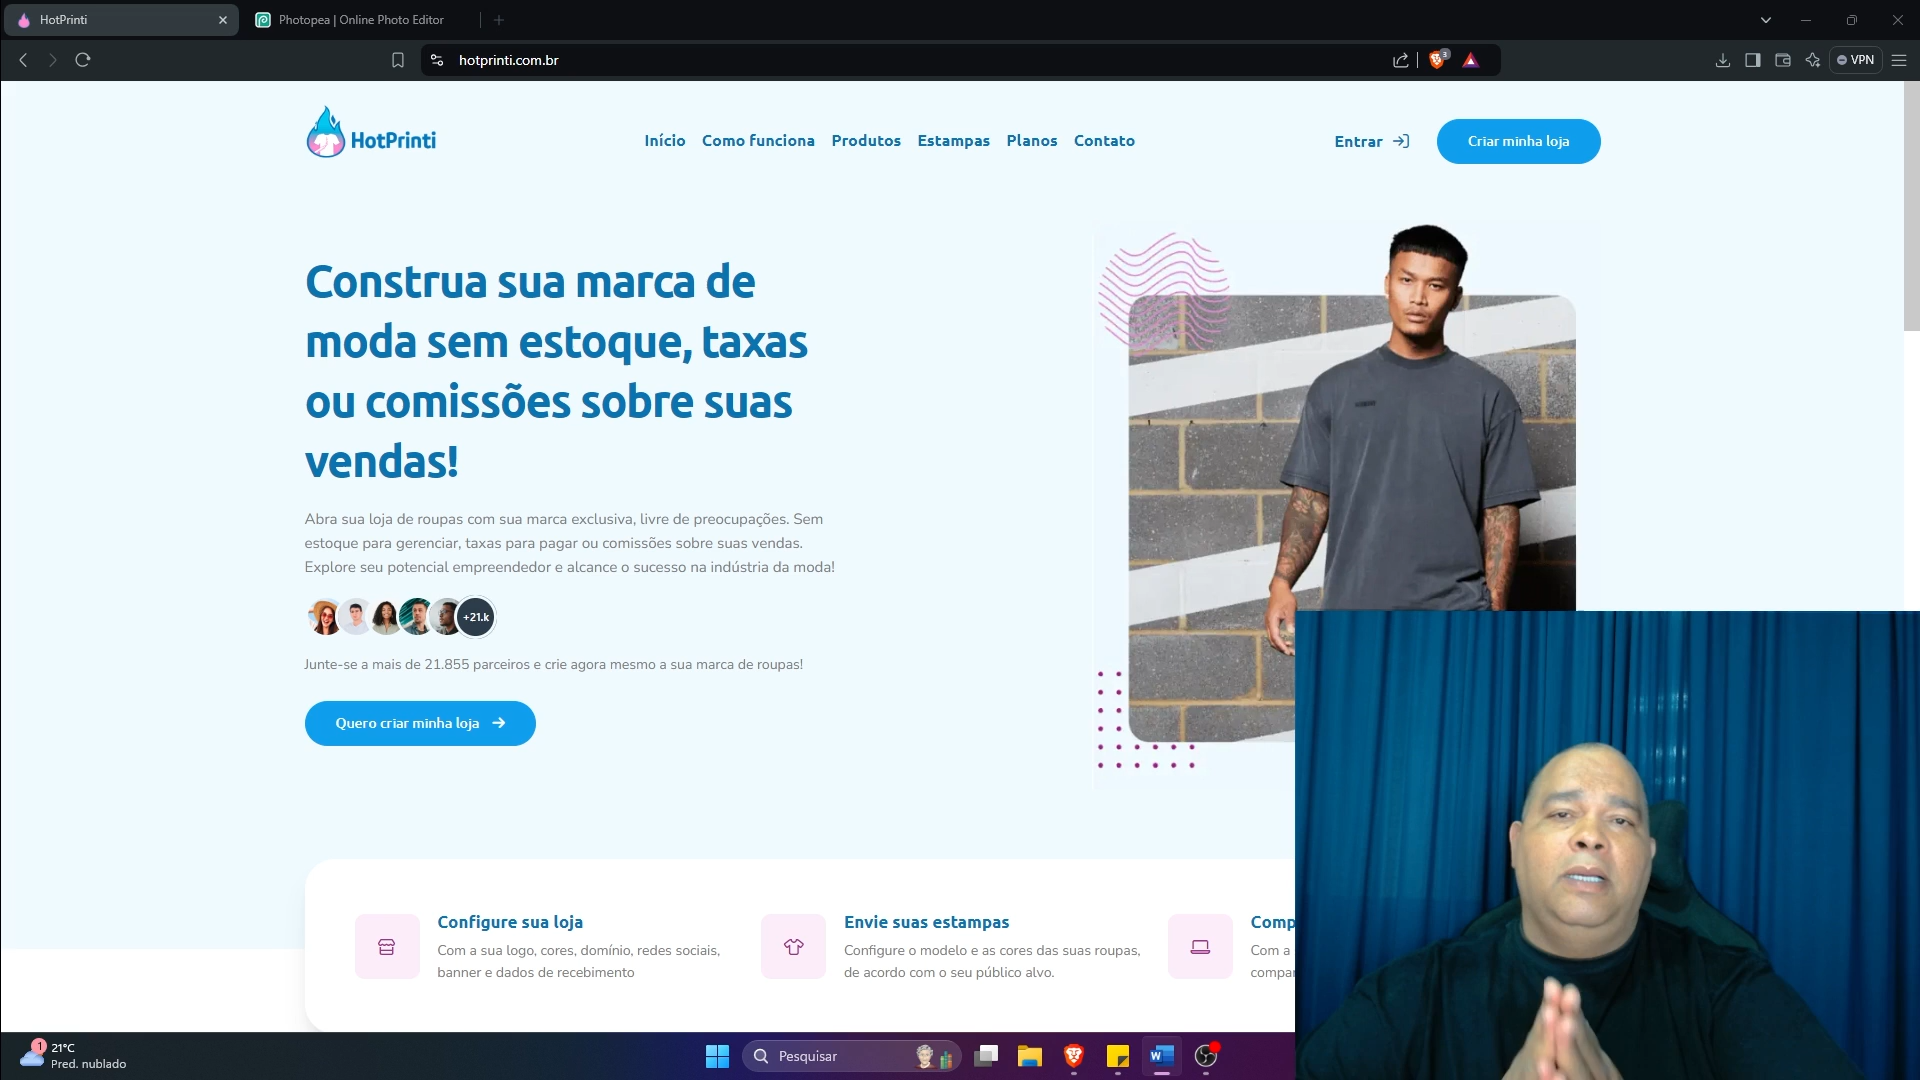 HotPrinti
Photopea | Online Photo Editor
hotprinti.com.br
3
VPN
HotPrinti
Início
Como funciona
Produtos
Estampas
Planos
Contato
Entrar
Criar minha loja
Construa sua marca de
moda sem estoque, taxas
ou comissões sobre suas
vendas!
Abra sua loja de roupas com sua marca exclusiva, livre de preocupações. Sem
estoque para gerenciar, taxas para pagar ou comissões sobre suas vendas.
Explore seu potencial empreendedor e alcance o sucesso na indústria da moda!
+21.k
Junte-se a mais de 21.855 parceiros e crie agora mesmo a sua marca de roupas!
Quero criar minha loja
Configure sua loja
Com a sua logo, cores, domínio, redes sociais,
banner e dados de recebimento
Envie suas estampas
Configure o modelo e as cores das suas roupas,
de acordo com o seu público alvo.
Comp
Com a
compar
1
21°C
Pred. nublado
Pesquisar
W